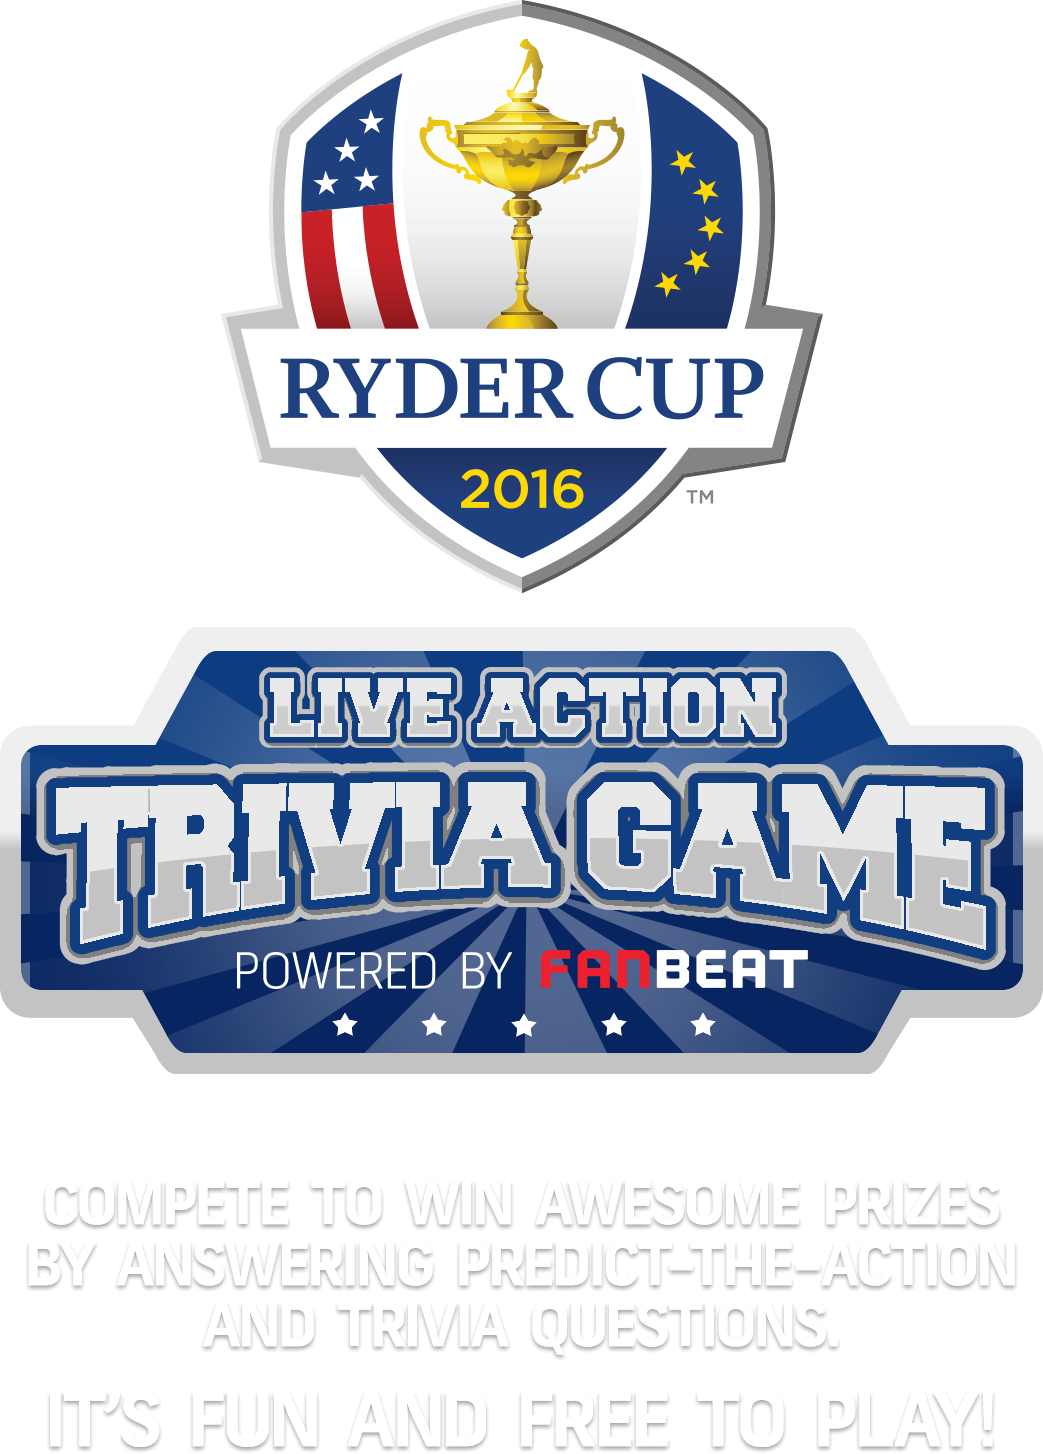 RYDER CUP
2016
TM
LIVE ACTION
TRIVIA GAME
POWERED BY FANBEAT
COMPETE TO WIN AWESOME PRIZES
BY ANSWERING PREDICT-THE-ACTION
AND TRIVIA QUESTIONS.
IT'S FUN AND FREE TO PLAY!